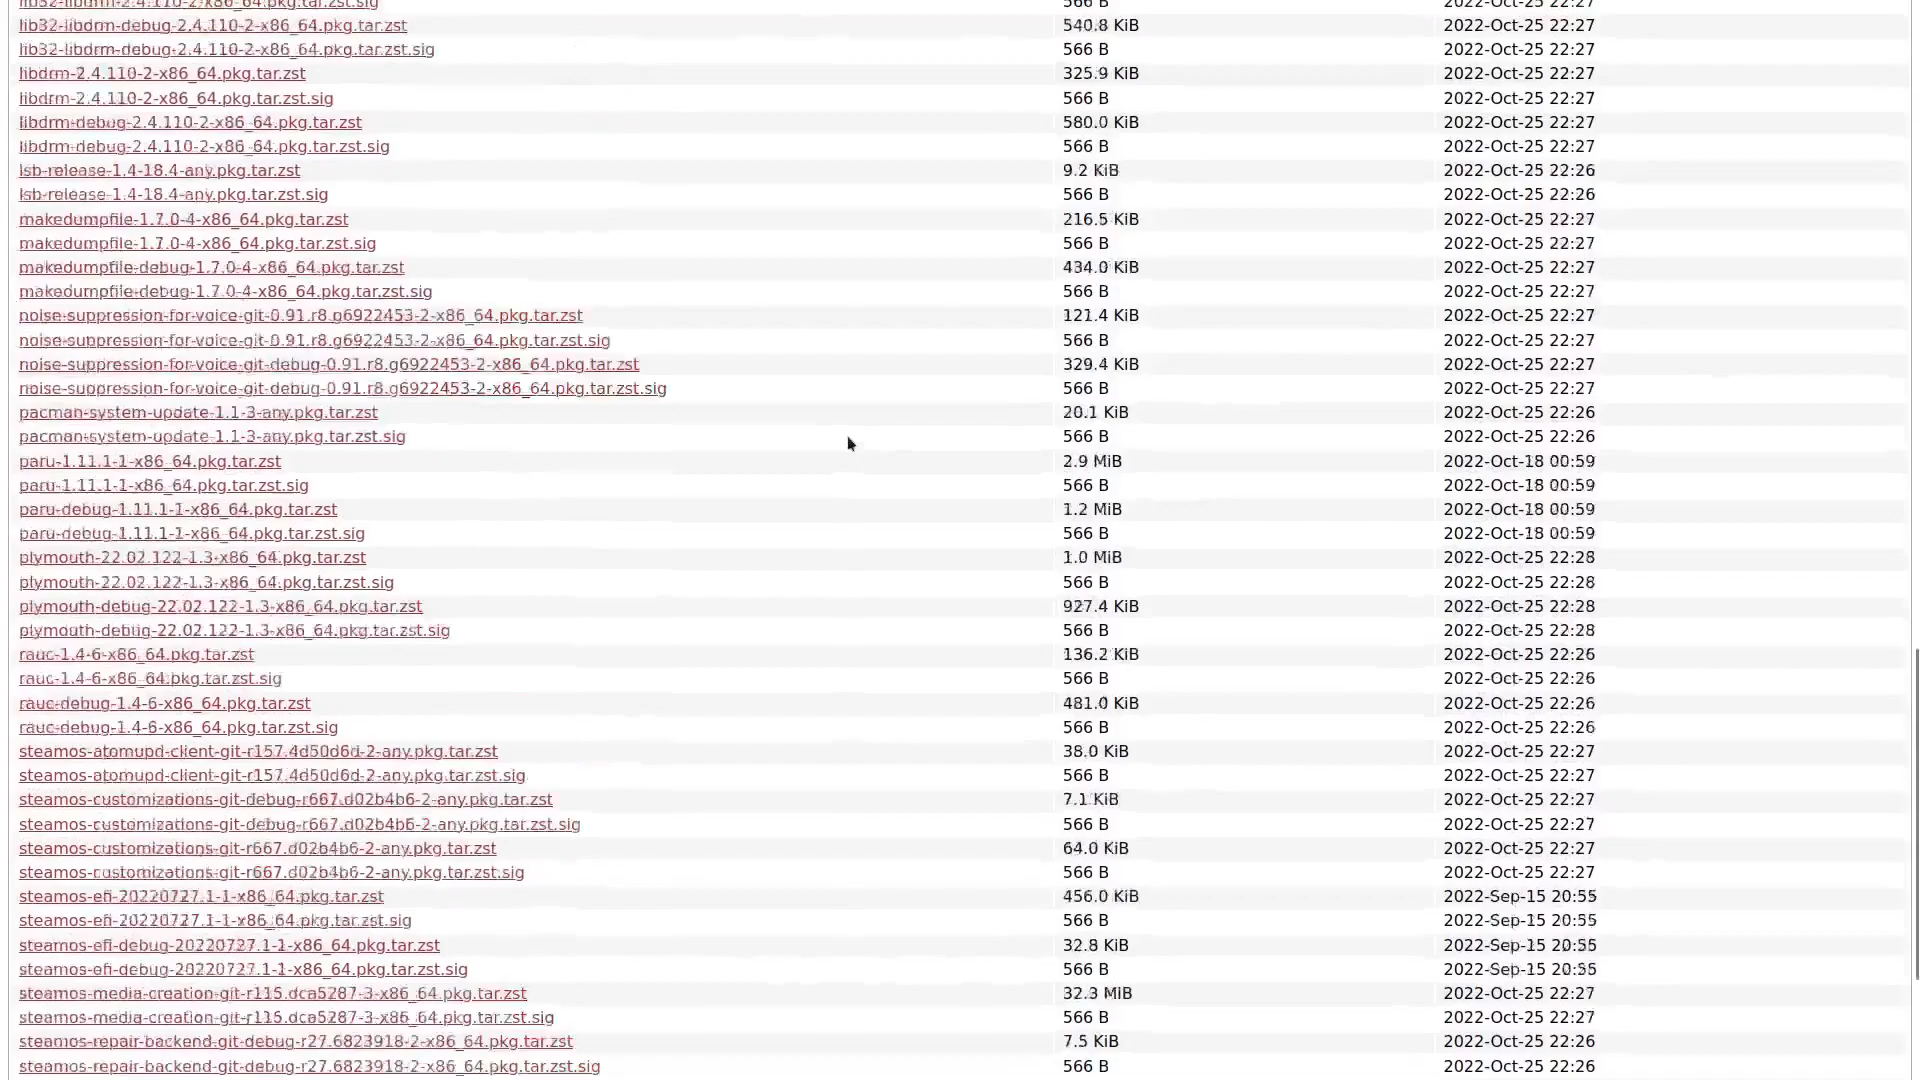 lib32-libdrm-2.4.110-2-x86_64.pkg.tar.zst.sig 566 B 2022-Oct-25 22:27
lib32-libdrm-debug-2.4.110-2-x86_64.pkg.tar.zst 540.8 KiB 2022-Oct-25 22:27
lib32-libdrm-debug-2.4.110-2-x86_64.pkg.tar.zst.sig 566 B 2022-Oct-25 22:27
libdrm-2.4.110-2-x86_64.pkg.tar.zst 325.9 KiB 2022-Oct-25 22:27
libdrm-2.4.110-2-x86_64.pkg.tar.zst.sig 566 B 2022-Oct-25 22:27
libdrm-debug-2.4.110-2-x86_64.pkg.tar.zst 580.0 KiB 2022-Oct-25 22:27
libdrm-debug-2.4.110-2-x86_64.pkg.tar.zst.sig 566 B 2022-Oct-25 22:27
lsb-release-1.4-18.4-any.pkg.tar.zst 9.2 KiB 2022-Oct-25 22:26
lsb-release-1.4-18.4-any.pkg.tar.zst.sig 566 B 2022-Oct-25 22:26
makedumpfile-1.7.0-4-x86_64.pkg.tar.zst 216.5 KiB 2022-Oct-25 22:27
makedumpfile-1.7.0-4-x86_64.pkg.tar.zst.sig 566 B 2022-Oct-25 22:27
makedumpfile-debug-1.7.0-4-x86_64.pkg.tar.zst 434.0 KiB 2022-Oct-25 22:27
makedumpfile-debug-1.7.0-4-x86_64.pkg.tar.zst.sig 566 B 2022-Oct-25 22:27
noise-suppression-for-voice-git-0.91.r8.g6922453-2-x86_64.pkg.tar.zst 121.4 KiB 2022-Oct-25 22:27
noise-suppression-for-voice-git-0.91.r8.g6922453-2-x86_64.pkg.tar.zst.sig 566 B 2022-Oct-25 22:27
noise-suppression-for-voice-git-debug-0.91.r8.g6922453-2-x86_64.pkg.tar.zst 329.4 KiB 2022-Oct-25 22:27
noise-suppression-for-voice-git-debug-0.91.r8.g6922453-2-x86_64.pkg.tar.zst.sig 566 B 2022-Oct-25 22:27
pacman-system-update-1.1-3-any.pkg.tar.zst 20.1 KiB 2022-Oct-25 22:26
pacman-system-update-1.1-3-any.pkg.tar.zst.sig 566 B 2022-Oct-25 22:26
paru-1.11.1-1-x86_64.pkg.tar.zst 2.9 MiB 2022-Oct-18 00:59
paru-1.11.1-1-x86_64.pkg.tar.zst.sig 566 B 2022-Oct-18 00:59
paru-debug-1.11.1-1-x86_64.pkg.tar.zst 1.2 MiB 2022-Oct-18 00:59
paru-debug-1.11.1-1-x86_64.pkg.tar.zst.sig 566 B 2022-Oct-18 00:59
plymouth-22.02.122-1.3-x86_64.pkg.tar.zst 1.0 MiB 2022-Oct-25 22:28
plymouth-22.02.122-1.3-x86_64.pkg.tar.zst.sig 566 B 2022-Oct-25 22:28
plymouth-debug-22.02.122-1.3-x86_64.pkg.tar.zst 927.4 KiB 2022-Oct-25 22:28
plymouth-debug-22.02.122-1.3-x86_64.pkg.tar.zst.sig 566 B 2022-Oct-25 22:28
rauc-1.4-6-x86_64.pkg.tar.zst 136.2 KiB 2022-Oct-25 22:26
rauc-1.4-6-x86_64.pkg.tar.zst.sig 566 B 2022-Oct-25 22:26
rauc-debug-1.4-6-x86_64.pkg.tar.zst 481.0 KiB 2022-Oct-25 22:26
rauc-debug-1.4-6-x86_64.pkg.tar.zst.sig 566 B 2022-Oct-25 22:26
steamos-atomupd-client-git-r157.4d50d6d-2-any.pkg.tar.zst 38.0 KiB 2022-Oct-25 22:27
steamos-atomupd-client-git-r157.4d50d6d-2-any.pkg.tar.zst.sig 566 B 2022-Oct-25 22:27
steamos-customizations-git-debug-r667.d02b4b6-2-any.pkg.tar.zst 7.1 KiB 2022-Oct-25 22:27
steamos-customizations-git-debug-r667.d02b4b6-2-any.pkg.tar.zst.sig 566 B 2022-Oct-25 22:27
steamos-customizations-git-r667.d02b4b6-2-any.pkg.tar.zst 64.0 KiB 2022-Oct-25 22:27
steamos-customizations-git-r667.d02b4b6-2-any.pkg.tar.zst.sig 566 B 2022-Oct-25 22:27
steamos-efi-20220727.1-1-x86_64.pkg.tar.zst 456.0 KiB 2022-Sep-15 20:55
steamos-efi-20220727.1-1-x86_64.pkg.tar.zst.sig 566 B 2022-Sep-15 20:55
steamos-efi-debug-20220727.1-1-x86_64.pkg.tar.zst 32.8 KiB 2022-Sep-15 20:55
steamos-efi-debug-20220727.1-1-x86_64.pkg.tar.zst.sig 566 B 2022-Sep-15 20:55
steamos-media-creation-git-r115.dca5287-3-x86_64.pkg.tar.zst 32.3 MiB 2022-Oct-25 22:27
steamos-media-creation-git-r115.dca5287-3-x86_64.pkg.tar.zst.sig 566 B 2022-Oct-25 22:27
steamos-repair-backend-git-debug-r27.6823918-2-x86_64.pkg.tar.zst 7.5 KiB 2022-Oct-25 22:26
steamos-repair-backend-git-debug-r27.6823918-2-x86_64.pkg.tar.zst.sig 566 B 2022-Oct-25 22:26